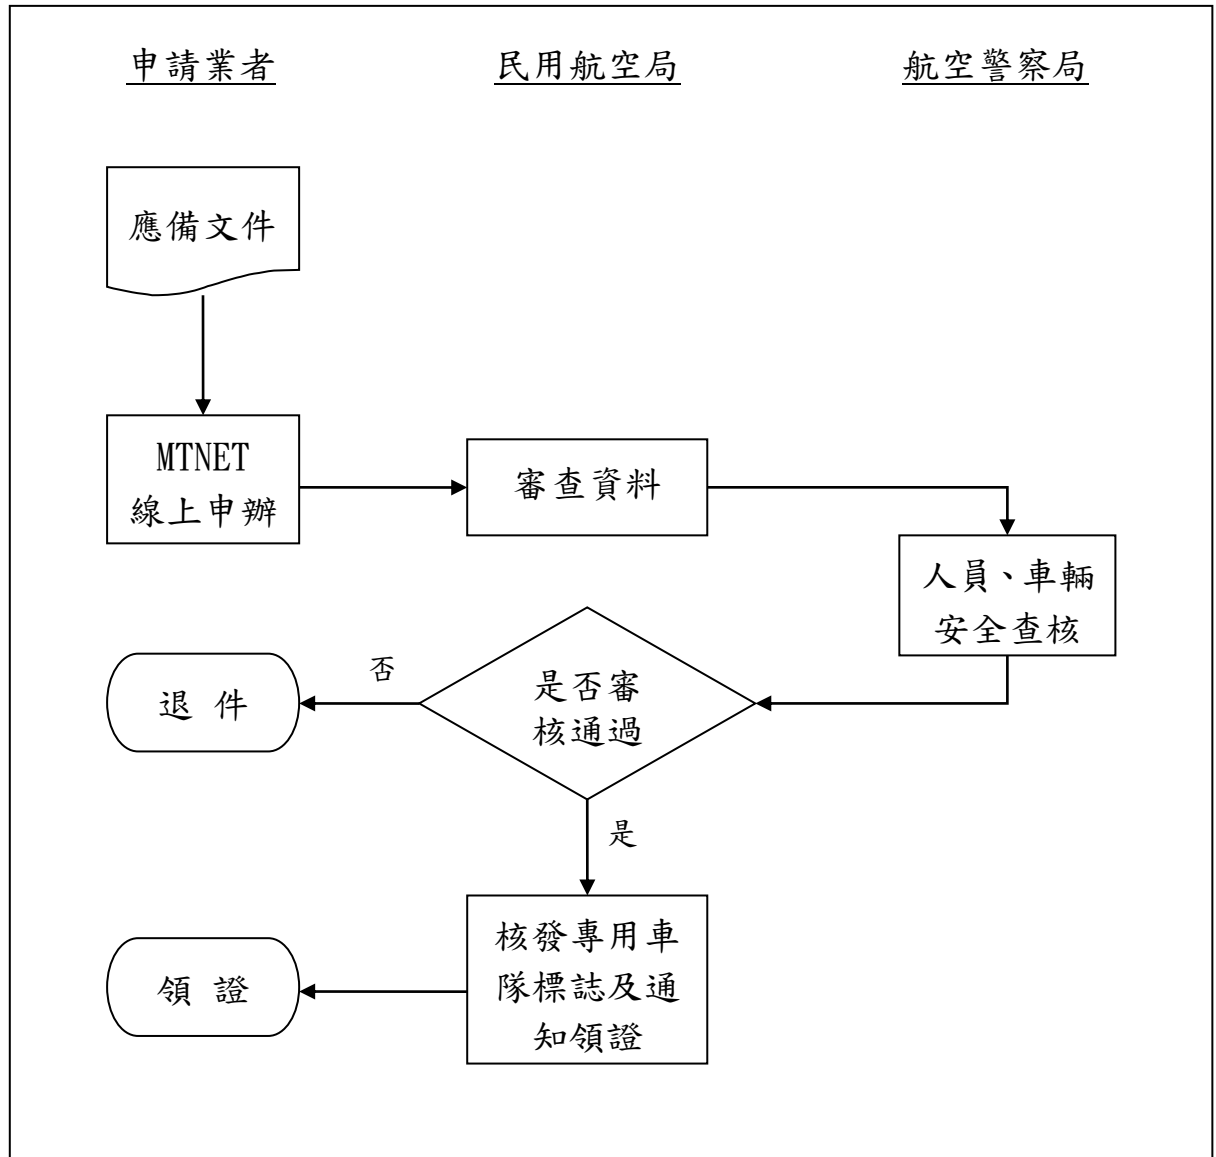 申請業者
民用航空局
航空警察局
應備文件
MTNET
線上申辦
審查資料
人員、車輛
安全查核
是否審
核通過
否
退 件
是
核發專用車
隊標誌及通
知領證
領 證